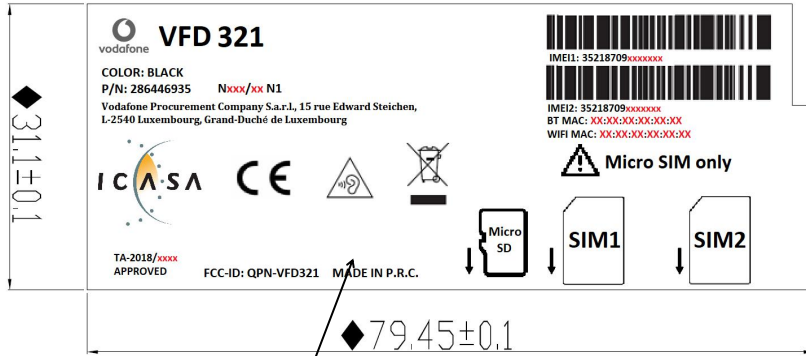 vodafone
VFD 321
COLOR: BLACK
P/N: 286446935 Nxxx/xx N1
Vodafone Procurement Company S.a.r.l., 15 rue Edward Steichen,
L-2540 Luxembourg, Grand-Duché de Luxembourg
IMEI1: 35218709xxxxxxx
IMEI2: 35218709xxxxxxx
BT MAC: XX:XX:XX:XX:XX:XX
WIFI MAC: XX:XX:XX:XX:XX:XX
Micro SIM only
ICASA
CE
Micro
SD
SIM1
SIM2
TA-2018/xxxx
APPROVED
FCC-ID: QPN-VFD321 MADE IN P.R.C.
31.1±0.1
79.45±0.1